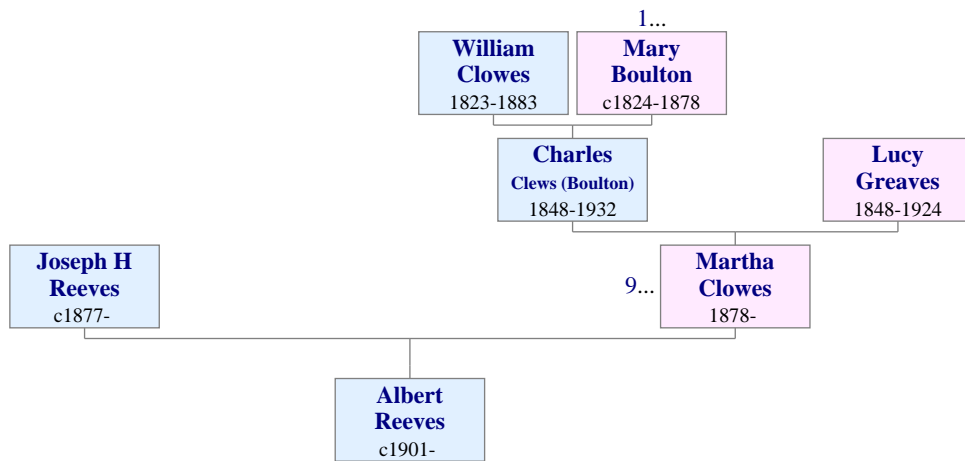 1...
William
Clowes
1823-1883
Mary
Boulton
c1824-1878
Charles
Clews (Boulton)
1848-1932
Lucy
Greaves
1848-1924
Joseph H
Reeves
c1877-
9...
Martha
Clowes
1878-
Albert
Reeves
c1901-